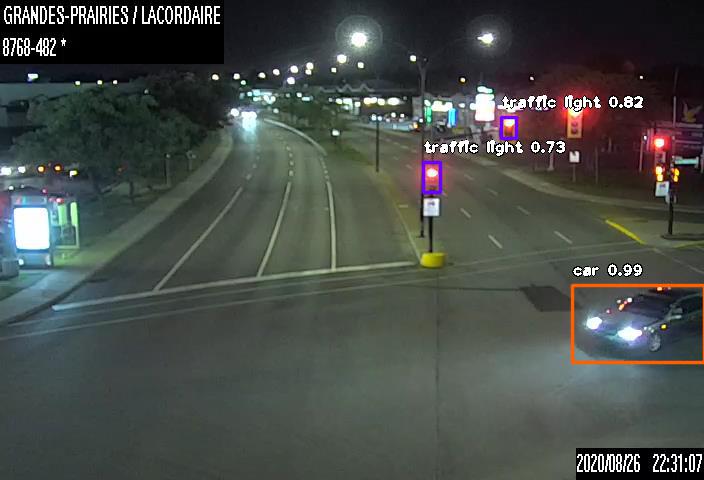 GRANDES-PRAIRIES / LACORDAIRE
8768-482 *
traffic light 0.82
traffic light 0.73
car 0.99
2020/08/26 22:31:07